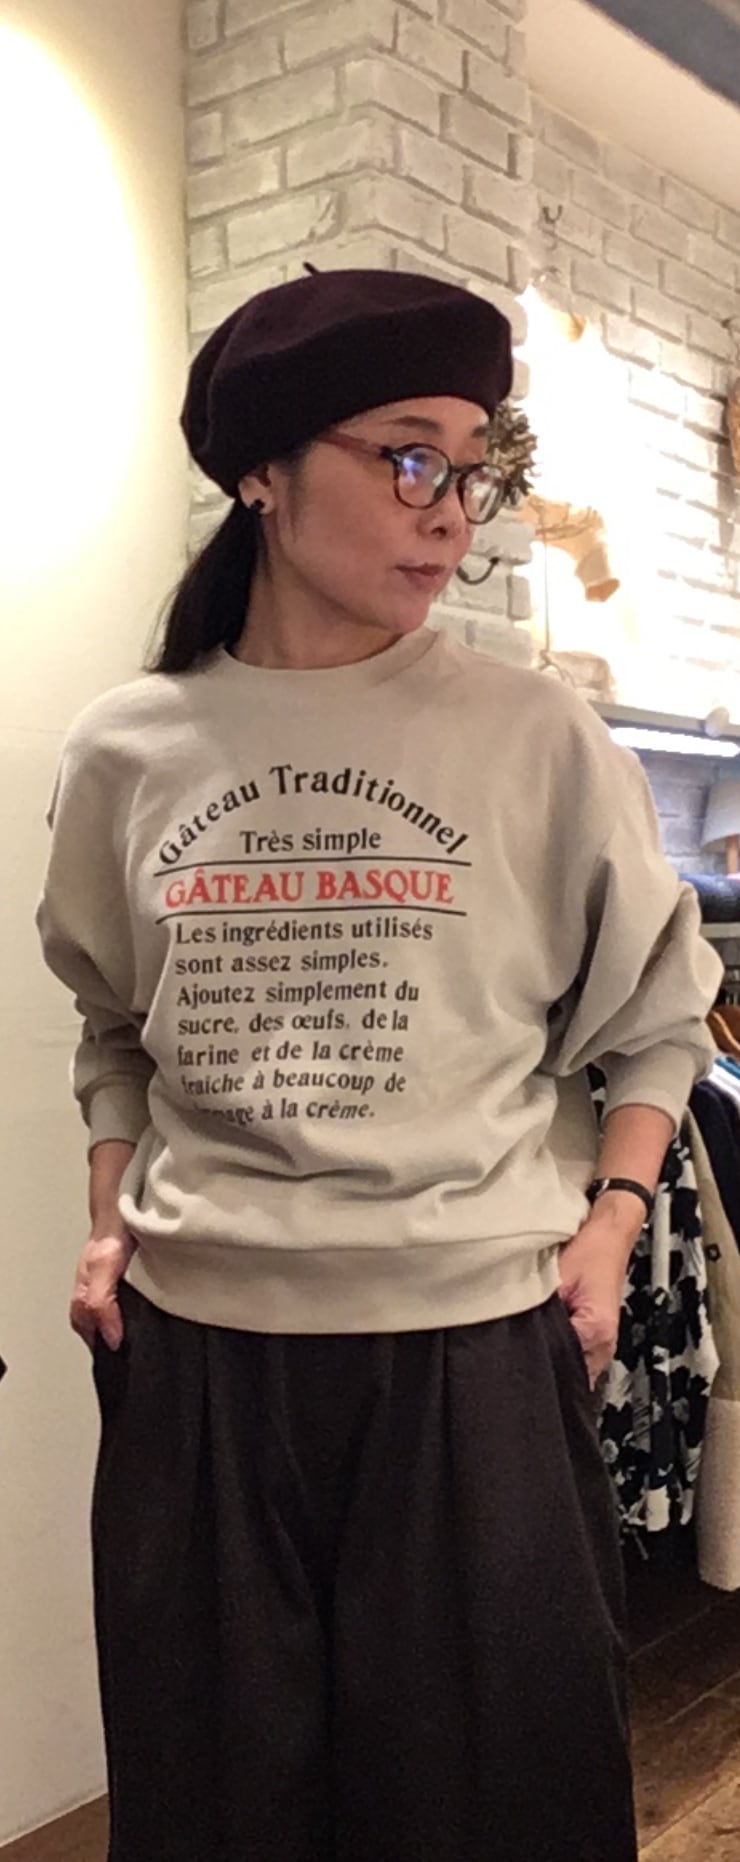 Gâteau Traditionnel
Très simple
GÂTEAU BASQUE
Les ingrédients utilisés
sont assez simples.
Ajoutez simplement du
sucre, des œufs, de la
farine et de la crème
fraiche à beaucoup de
à la crème.